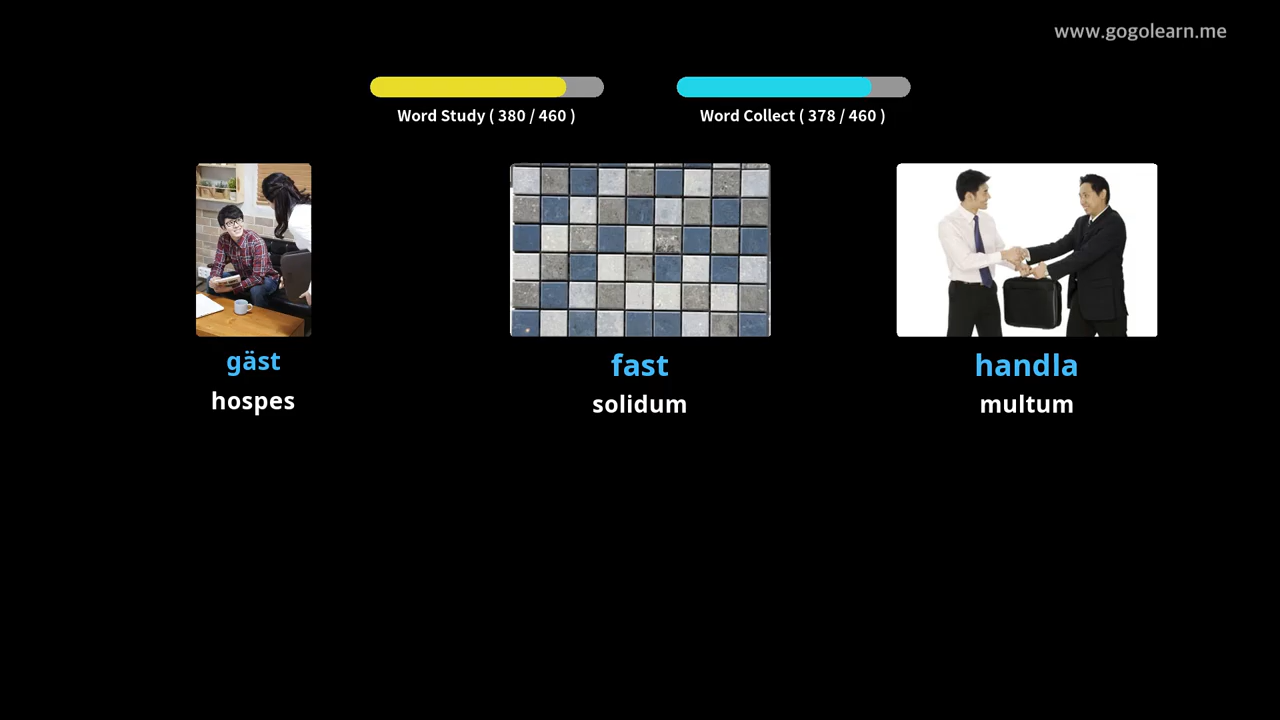 www.gogolearn.me
Word Study ( 380 / 460 )
Word Collect ( 378 / 460 )
gäst
hospes
fast
solidum
handla
multum